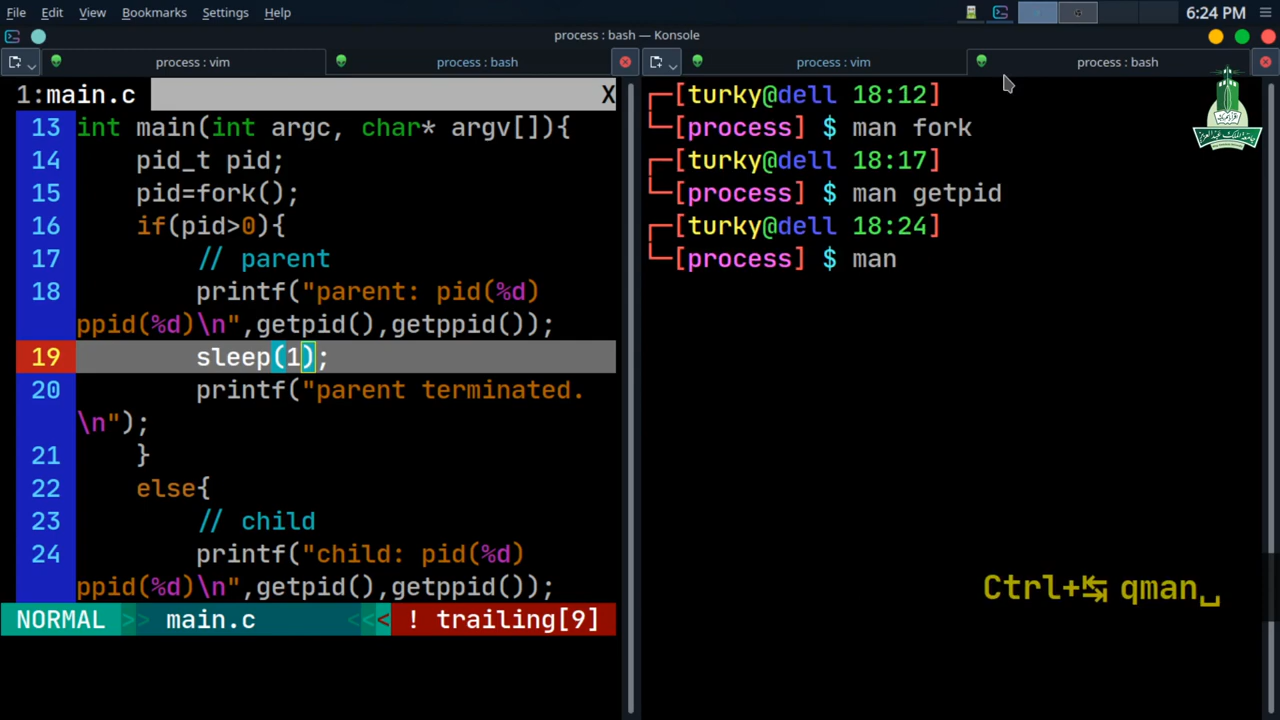 File Edit View Bookmarks Settings Help
6:24 PM
process : bash — Konsole
process : vim
process : bash
process : vim
process : bash
1:main.c X
13 int main(int argc, char* argv[]){
14 pid_t pid;
15 pid=fork();
16 if(pid>0){
17 // parent
18 printf("parent: pid(%d)
ppid(%d)\n",getpid(),getppid());
19 sleep(1);
20 printf("parent terminated.
\n");
21 }
22 else{
23 // child
24 printf("child: pid(%d)
ppid(%d)\n",getpid(),getppid());
NORMAL >> main.c <<< ! trailing[9]
┌─[turky@dell 18:12]
└─[process] $ man fork
┌─[turky@dell 18:17]
└─[process] $ man getpid
┌─[turky@dell 18:24]
└─[process] $ man
Ctrl+↹ qman␣
جامعة الملك عبدالعزيز